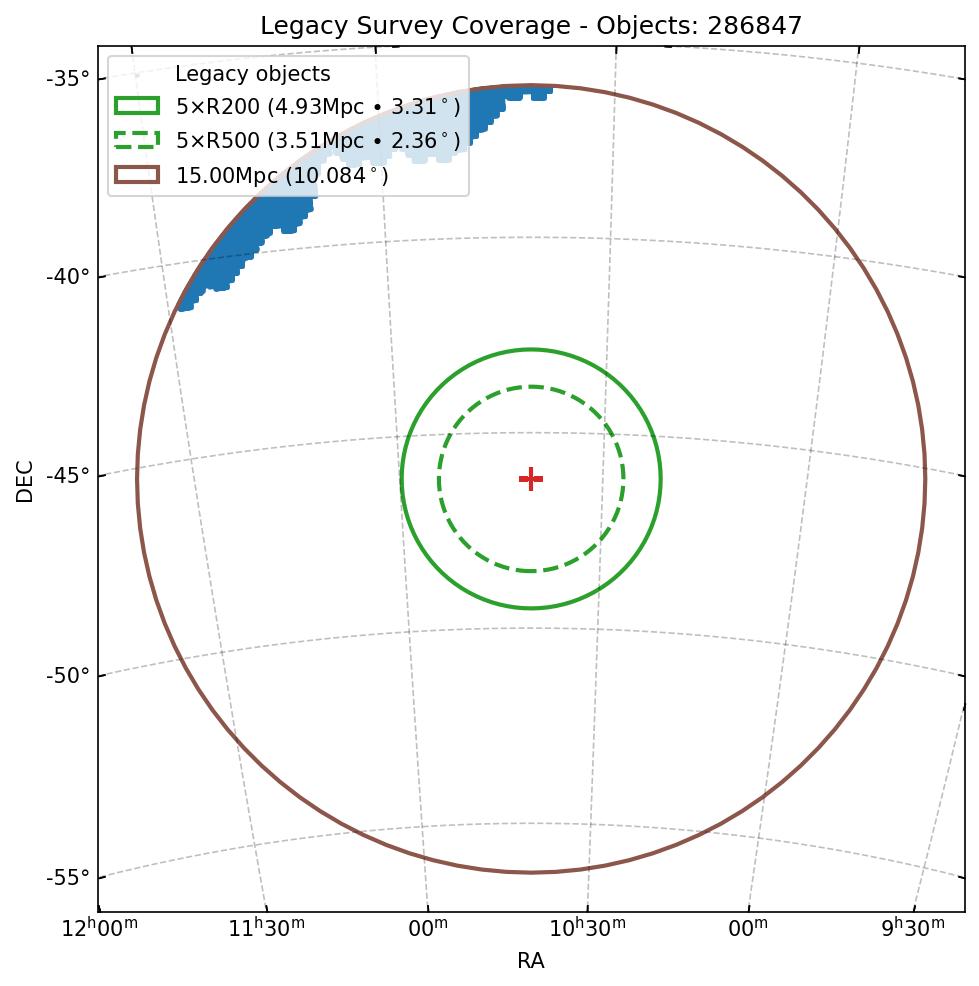 Legacy Survey Coverage - Objects: 286847
Legacy objects
5×R200 (4.93Mpc • 3.31°)
5×R500 (3.51Mpc • 2.36°)
15.00Mpc (10.084°)
-35°
-40°
-45°
-50°
-55°
DEC
12ʰ00ᵐ 11ʰ30ᵐ 00ᵐ 10ʰ30ᵐ 00ᵐ 9ʰ30ᵐ
RA